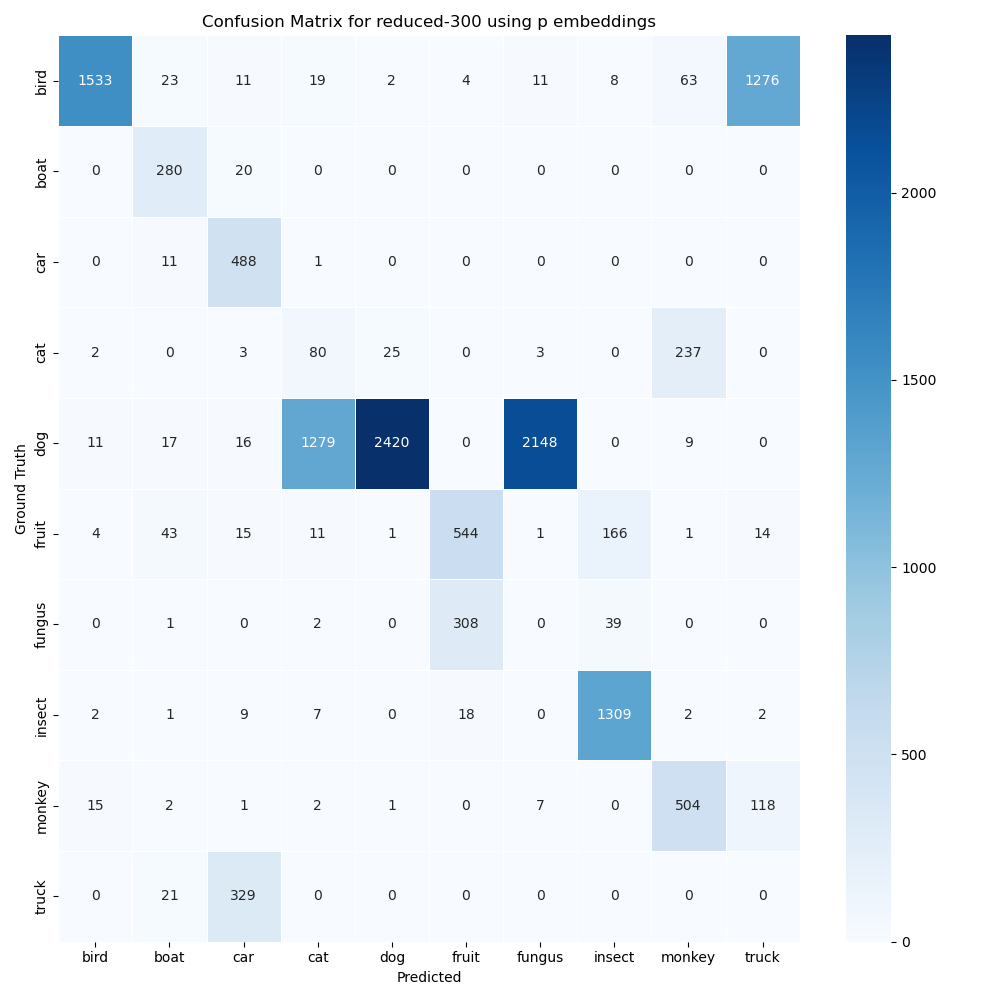 Confusion Matrix for reduced-300 using p embeddings
bird 1533 23 11 19 2 4 11 8 63 1276
boat 0 280 20 0 0 0 0 0 0 0
car 0 11 488 1 0 0 0 0 0 0
cat 2 0 3 80 25 0 3 0 237 0
dog 11 17 16 1279 2420 0 2148 0 9 0
fruit 4 43 15 11 1 544 1 166 1 14
fungus 0 1 0 2 0 308 0 39 0 0
insect 2 1 9 7 0 18 0 1309 2 2
monkey 15 2 1 2 1 0 7 0 504 118
truck 0 21 329 0 0 0 0 0 0 0
bird boat car cat dog fruit fungus insect monkey truck
Predicted
Ground Truth
2000
1500
1000
500
0